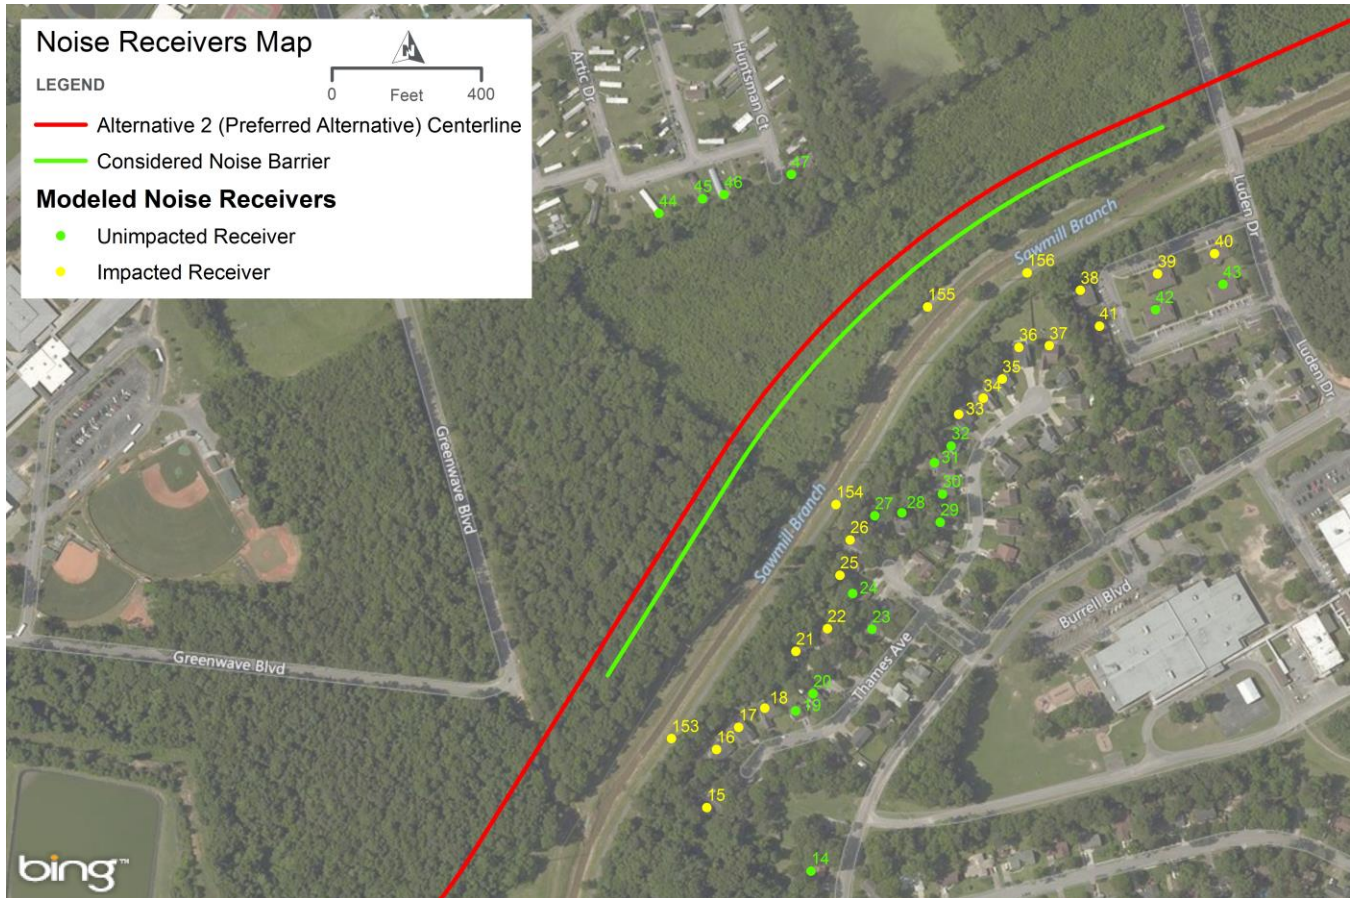 Noise Receivers Map
N
LEGEND
0 Feet 400
Alternative 2 (Preferred Alternative) Centerline
Considered Noise Barrier
Modeled Noise Receivers
Unimpacted Receiver
Impacted Receiver
Artic Dr
Huntsman Ct
47
46
45
44
Luden Dr
Sawmill Branch
156
155
40
39
43
38
42
41
36
37
Luden Dr
35
34
33
32
31
30
29
28
27
154
26
Greenwave Blvd
Sawmill Branch
25
24
Burrell Blvd
23
22
21
Greenwave Blvd
Thames Ave
20
19
18
17
16
153
15
14
bing™